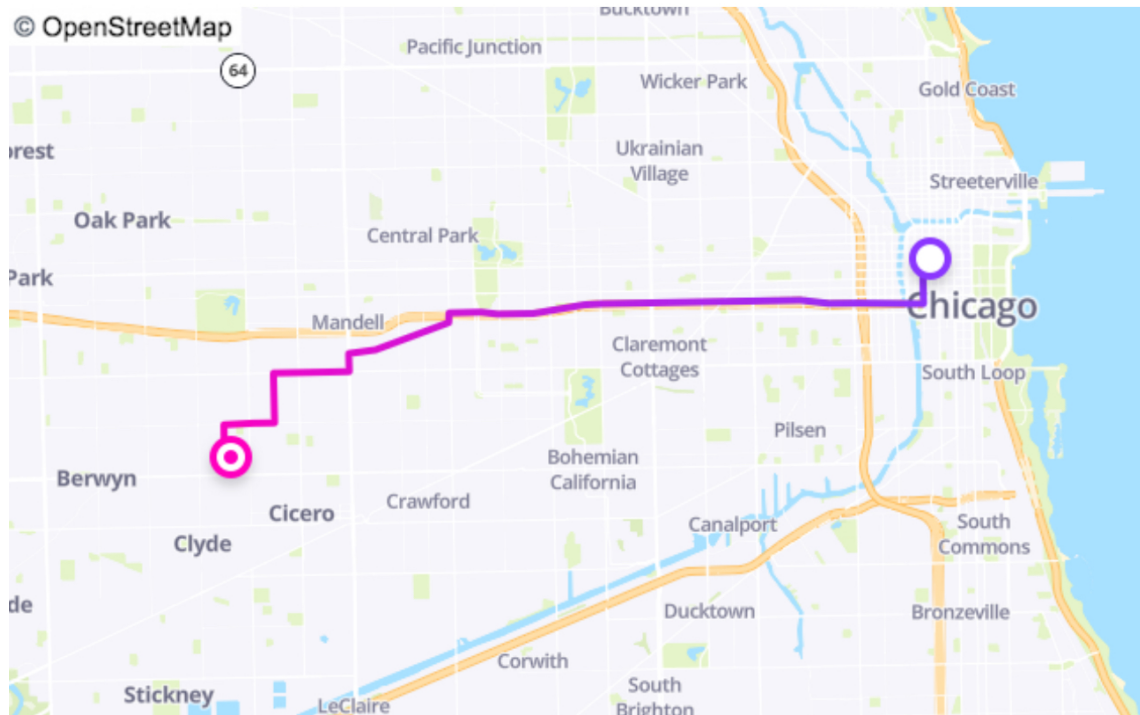 © OpenStreetMap
Bucktown
Pacific Junction
64
Wicker Park
Gold Coast
orest
Ukrainian
Village
Streeterville
Oak Park
Central Park
Park
Mandell
Chicago
Claremont
Cottages
South Loop
Pilsen
Berwyn
Bohemian
California
Crawford
Cicero
Clyde
Canalport
South
Commons
de
Ducktown
Bronzeville
Corwith
Stickney
South
Brighton
LeClaire